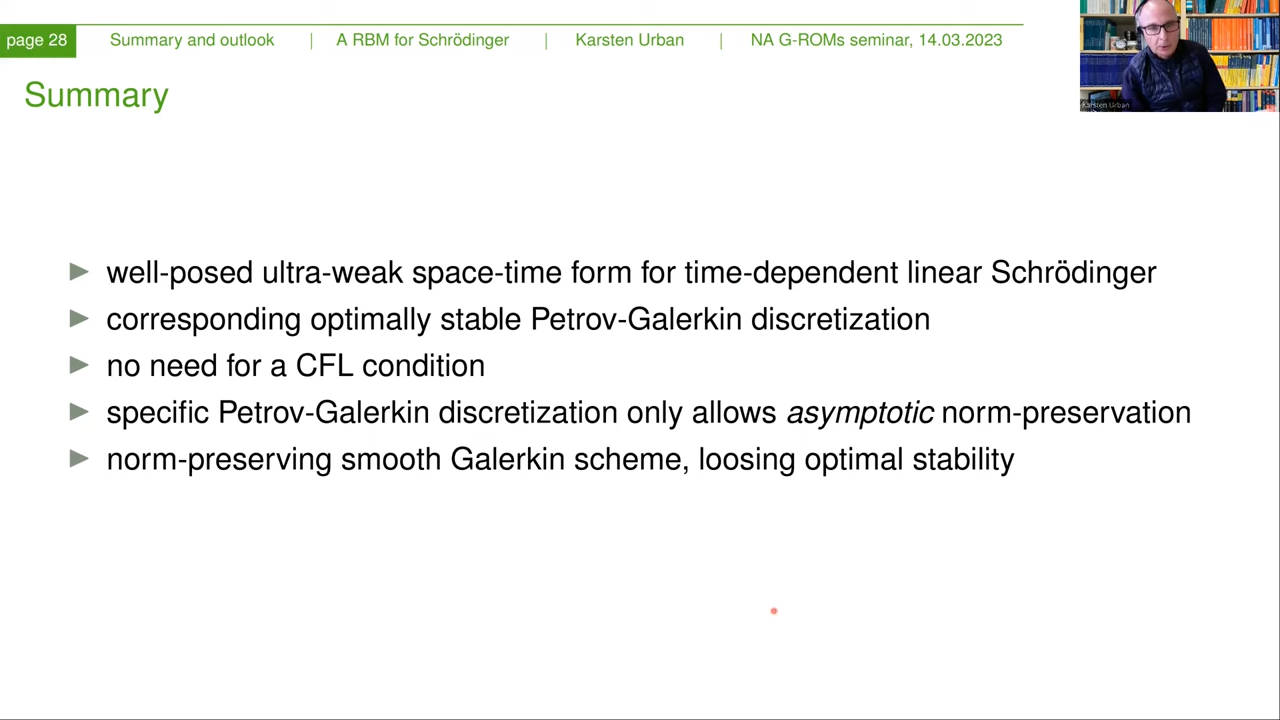 page 28 Summary and outlook | A RBM for Schrödinger | Karsten Urban | NA G-ROMs seminar, 14.03.2023
Karsten Urban
Summary
well-posed ultra-weak space-time form for time-dependent linear Schrödinger
corresponding optimally stable Petrov-Galerkin discretization
no need for a CFL condition
specific Petrov-Galerkin discretization only allows asymptotic norm-preservation
norm-preserving smooth Galerkin scheme, loosing optimal stability